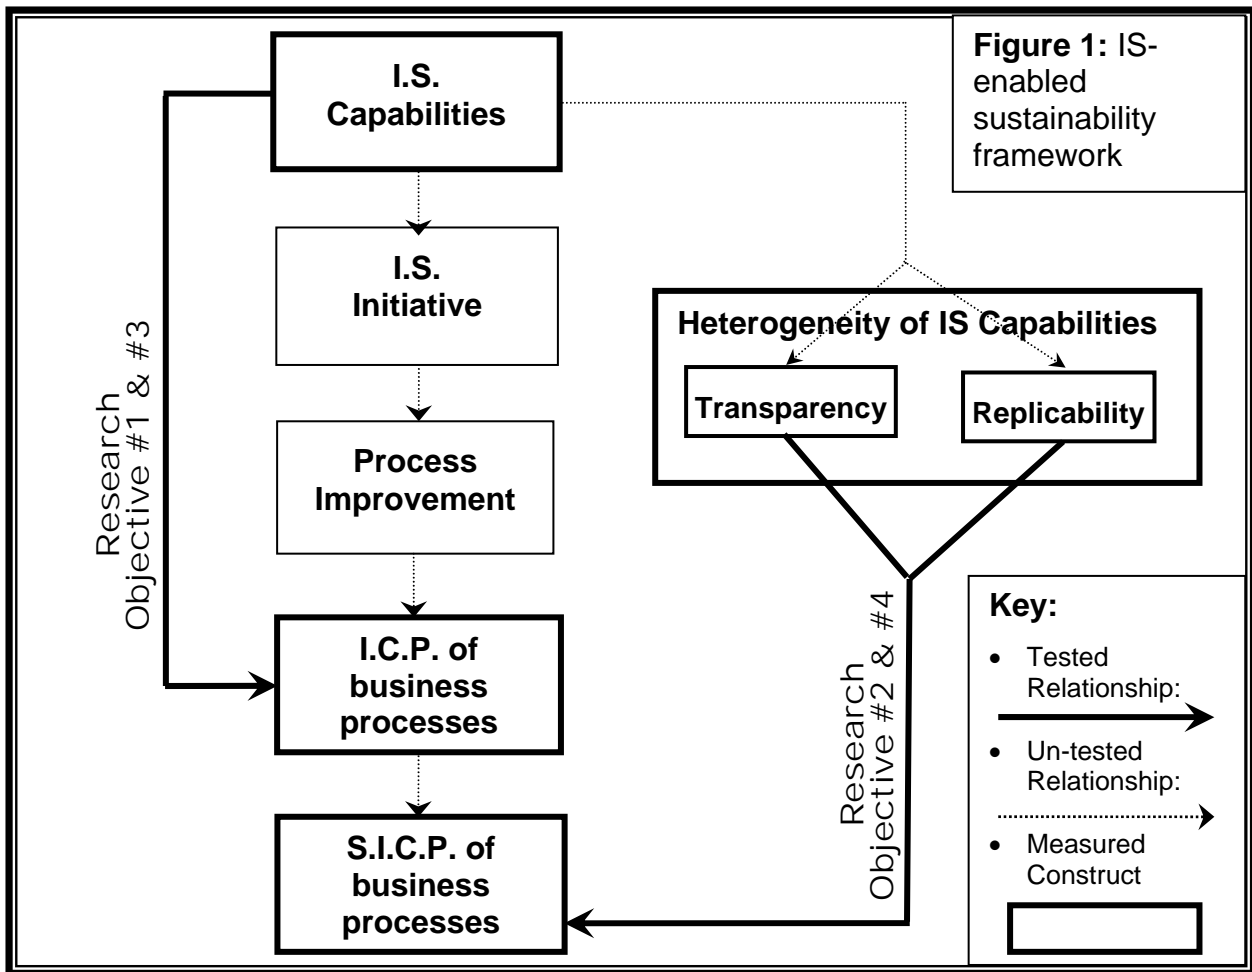 Figure 1: IS-
enabled
sustainability
framework
I.S.
Capabilities
I.S.
Initiative
Process
Improvement
I.C.P. of
business
processes
S.I.C.P. of
business
processes
Research
Objective #1 & #3
Heterogeneity of IS Capabilities
Transparency
Replicability
Research
Objective #2 & #4
Key:
• Tested
Relationship:
• Un-tested
Relationship:
• Measured
Construct